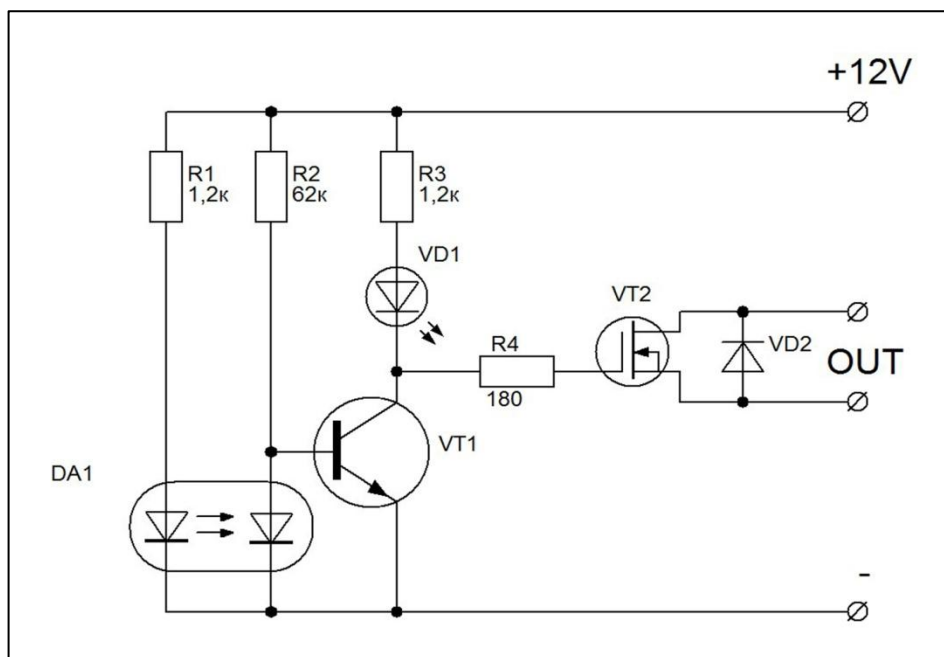 +12V
R1
1,2к
R2
62к
R3
1,2к
VD1
VT2
R4
180
VD2
OUT
VT1
DA1
-